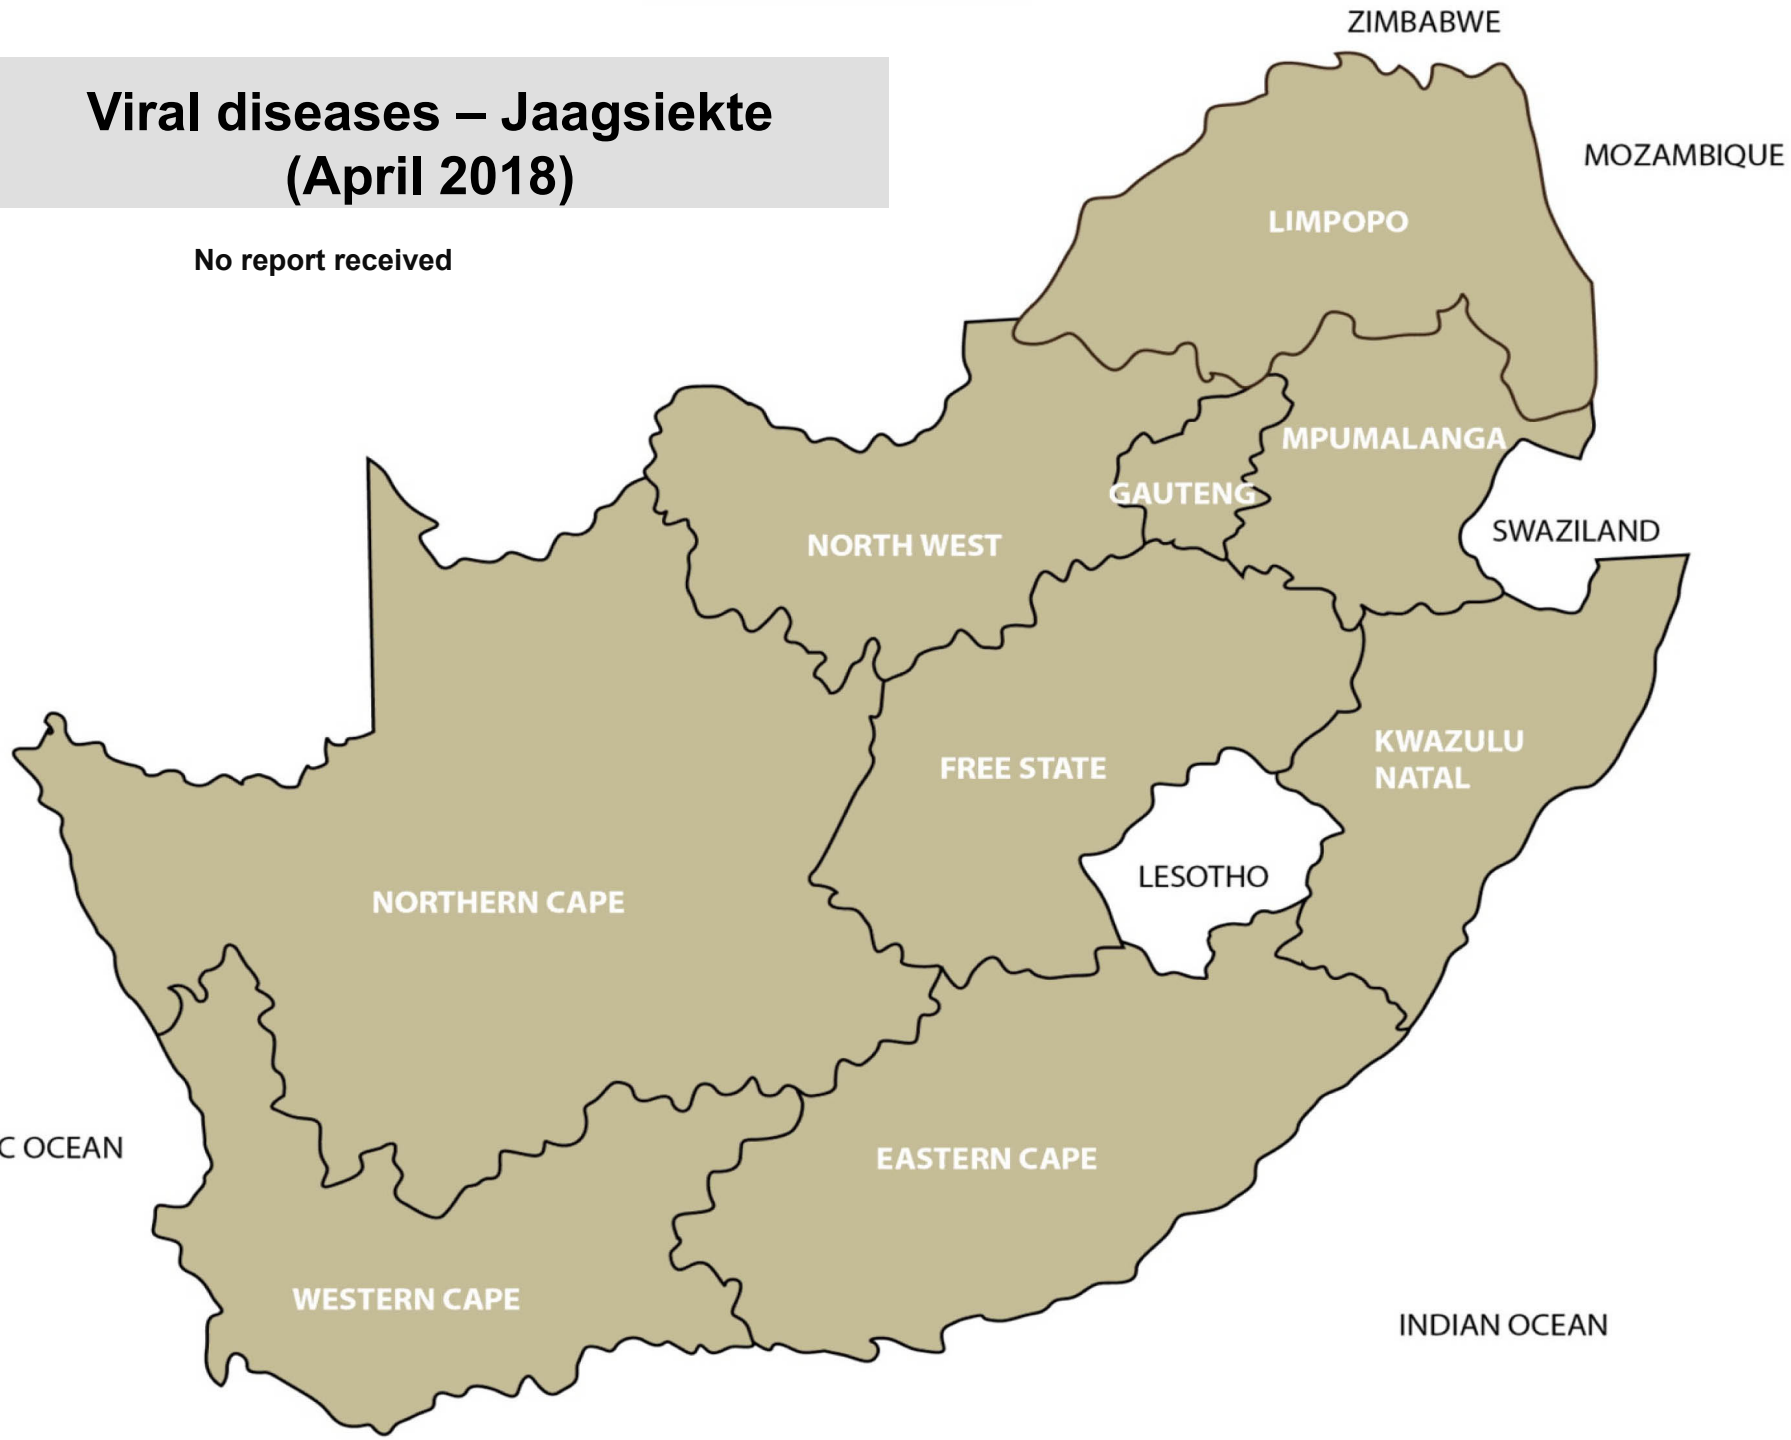 ZIMBABWE
Viral diseases – Jaagsiekte
(April 2018)
MOZAMBIQUE
LIMPOPO
No report received
MPUMALANGA
GAUTENG
SWAZILAND
NORTH WEST
KWAZULU
NATAL
FREE STATE
LESOTHO
NORTHERN CAPE
C OCEAN
EASTERN CAPE
WESTERN CAPE
INDIAN OCEAN